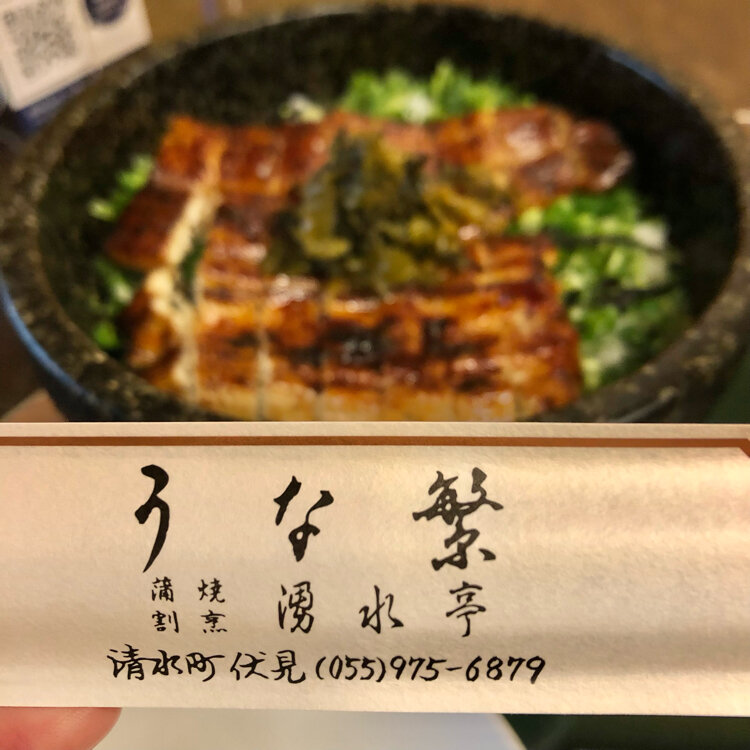 うな繁
蒲焼
割烹
湧水亭
清水町伏見(055)975-6879